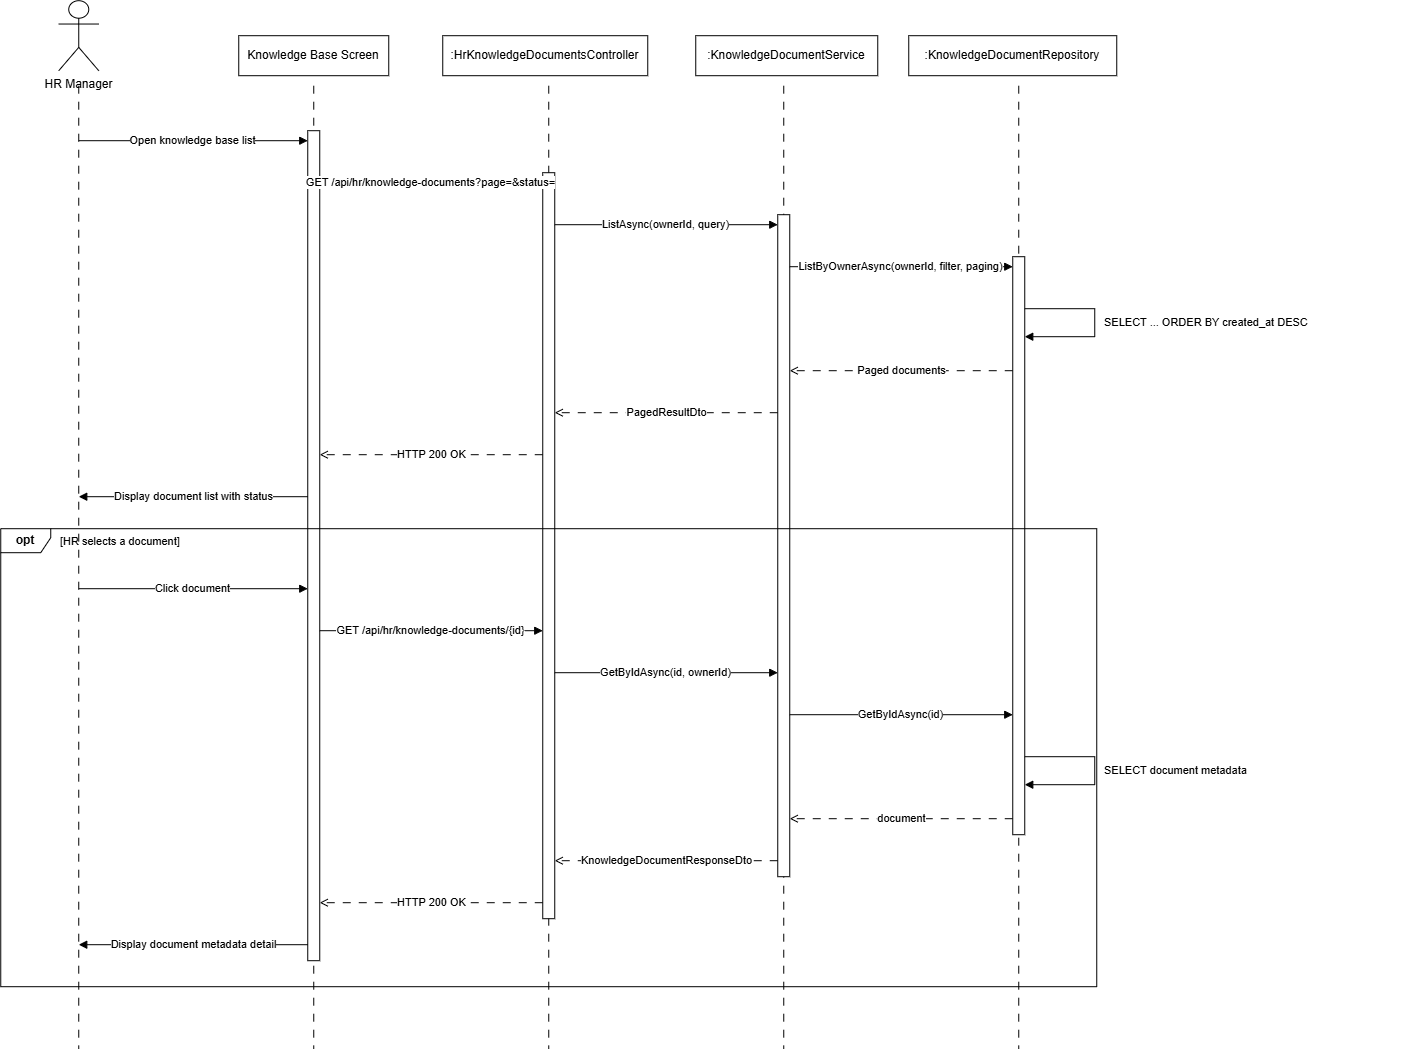 HR Manager
Knowledge Base Screen
:HrKnowledgeDocumentsController
:KnowledgeDocumentService
:KnowledgeDocumentRepository
Open knowledge base list
GET /api/hr/knowledge-documents?page=&status=
ListAsync(ownerId, query)
ListByOwnerAsync(ownerId, filter, paging)
SELECT ... ORDER BY created_at DESC
Paged documents
PagedResultDto
HTTP 200 OK
Display document list with status
opt
[HR selects a document]
Click document
GET /api/hr/knowledge-documents/{id}
GetByIdAsync(id, ownerId)
GetByIdAsync(id)
SELECT document metadata
document
KnowledgeDocumentResponseDto
HTTP 200 OK
Display document metadata detail